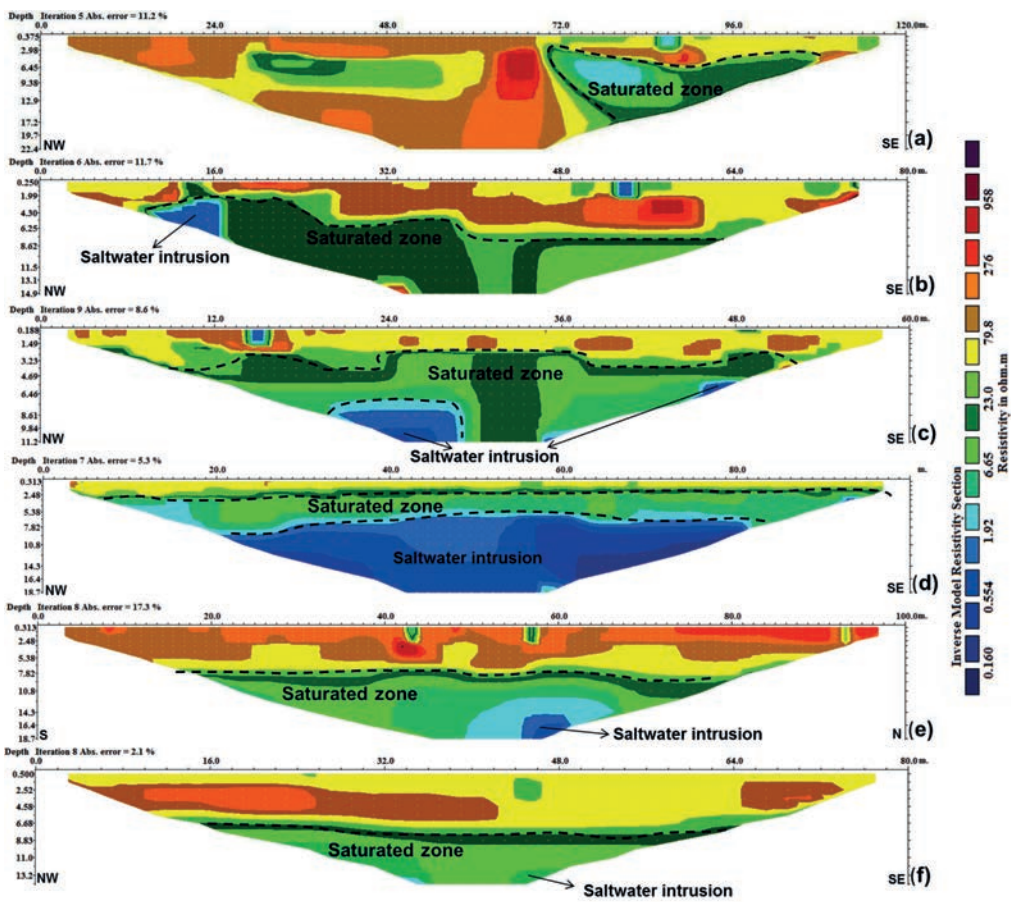 Depth Iteration 5 Abs. error = 11.2 %
0.0 24.0 48.0 72.0 96.0 120.0 m.
0.375
2.98
6.45
9.38
12.9
17.2
22.4
Saturated zone
NW SE (a)
Depth Iteration 6 Abs. error = 11.7 %
0.0 16.0 32.0 48.0 64.0 80.0 m.
0.250
1.99
4.30
6.25
8.62
11.5
13.1
14.9
Saturated zone
Saltwater intrusion
NW SE (b)
Depth Iteration 9 Abs. error = 8.6 %
0.0 12.0 24.0 36.0 48.0 60.0 m.
0.188
1.49
3.23
4.69
6.46
8.61
9.84
11.2
Saturated zone
NW SE (c)
Saltwater intrusion
Depth Iteration 7 Abs. error = 5.3 %
0.0 20.0 40.0 60.0 80.0 m.
0.313
2.48
5.38
7.82
10.8
14.3
16.4
18.7
Saturated zone
Saltwater intrusion
NW SE (d)
Depth Iteration 8 Abs. error = 17.3 %
0.0 20.0 40.0 60.0 80.0 100.0 m.
0.313
2.48
5.38
7.82
10.8
14.3
16.4
18.7
Saturated zone
Saltwater intrusion
S N (e)
Depth Iteration 8 Abs. error = 2.1 %
0.0 16.0 32.0 48.0 64.0 80.0 m.
0.500
2.52
4.58
6.68
8.83
11.0
13.2
Saturated zone
NW SE (f)
Saltwater intrusion
Inverse Model Resistivity Section
Resistivity in ohm.m
0.160 0.554 1.92 6.65 23.0 79.8 276 958